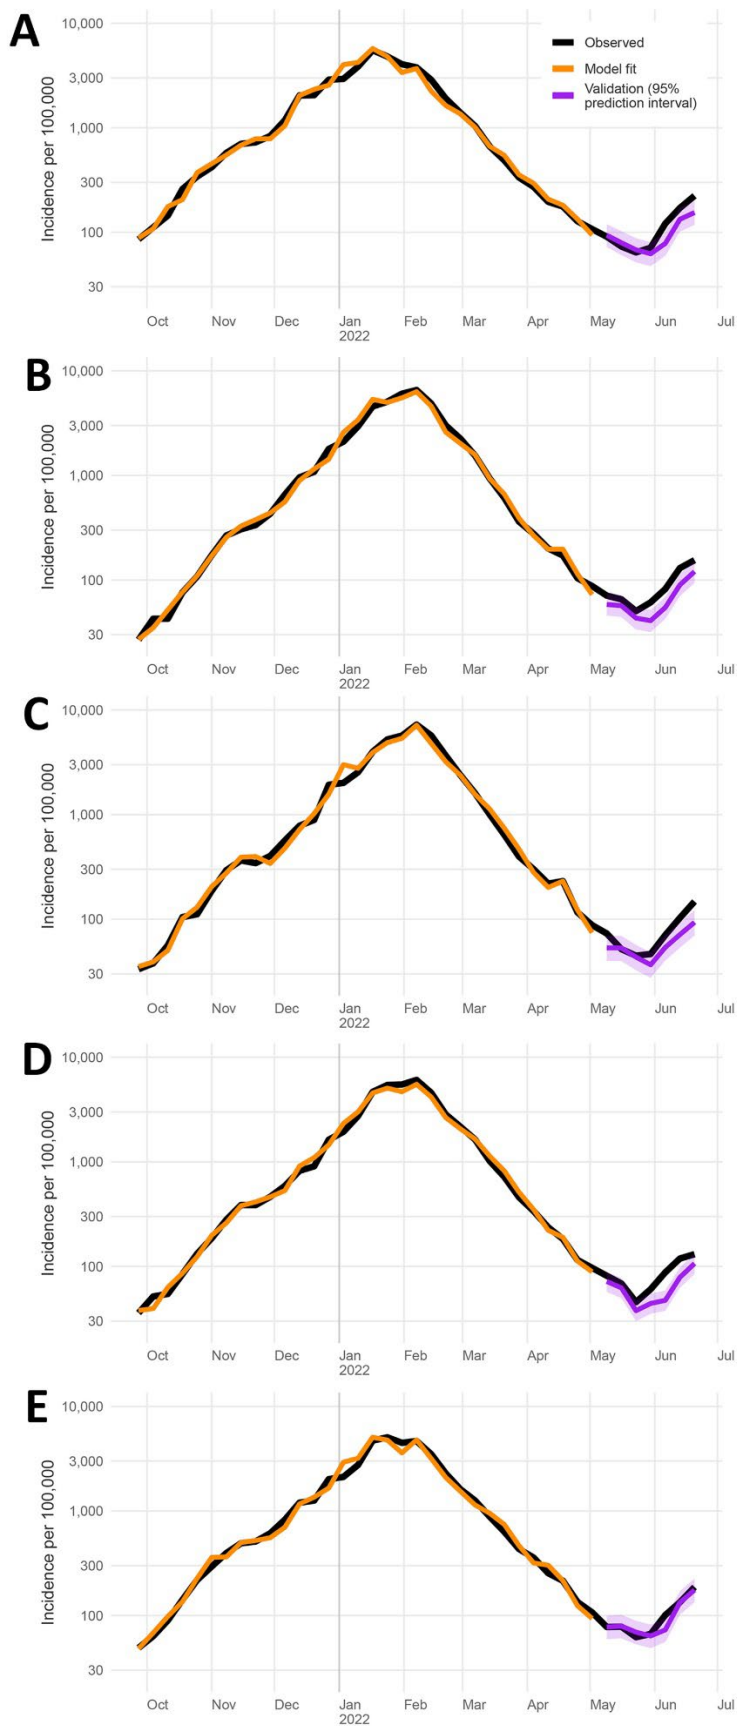 A
10,000
3,000
1,000
300
100
30
Incidence per 100,000
Observed
Model fit
Validation (95%
prediction interval)
Oct Nov Dec Jan Feb Mar Apr May Jun Jul
2022
B
10,000
3,000
1,000
300
100
30
Incidence per 100,000
Oct Nov Dec Jan Feb Mar Apr May Jun Jul
2022
C
10,000
3,000
1,000
300
100
30
Incidence per 100,000
Oct Nov Dec Jan Feb Mar Apr May Jun Jul
2022
D
10,000
3,000
1,000
300
100
30
Incidence per 100,000
Oct Nov Dec Jan Feb Mar Apr May Jun Jul
2022
E
10,000
3,000
1,000
300
100
30
Incidence per 100,000
Oct Nov Dec Jan Feb Mar Apr May Jun Jul
2022